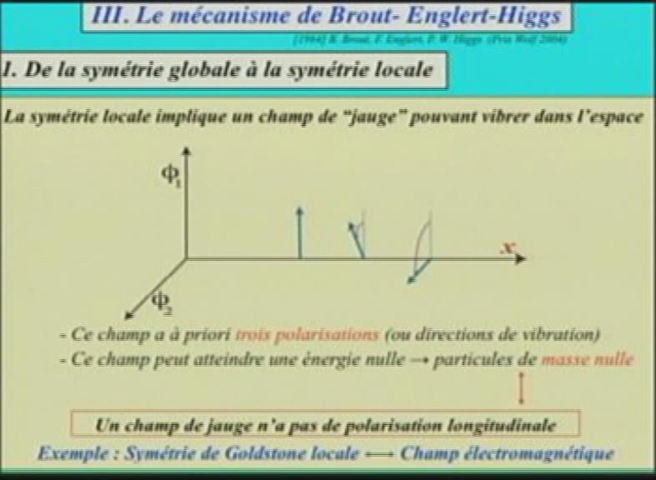 III. Le mécanisme de Brout- Englert-Higgs
[1964] R. Brout, F. Englert, P. W. Higgs (Prix Wolf 2004)
1. De la symétrie globale à la symétrie locale
La symétrie locale implique un champ de "jauge" pouvant vibrer dans l'espace
Φ1
x
Φ2
- Ce champ a à priori trois polarisations (ou directions de vibration)
- Ce champ peut atteindre une énergie nulle → particules de masse nulle
Un champ de jauge n'a pas de polarisation longitudinale
Exemple : Symétrie de Goldstone locale ⟷ Champ électromagnétique